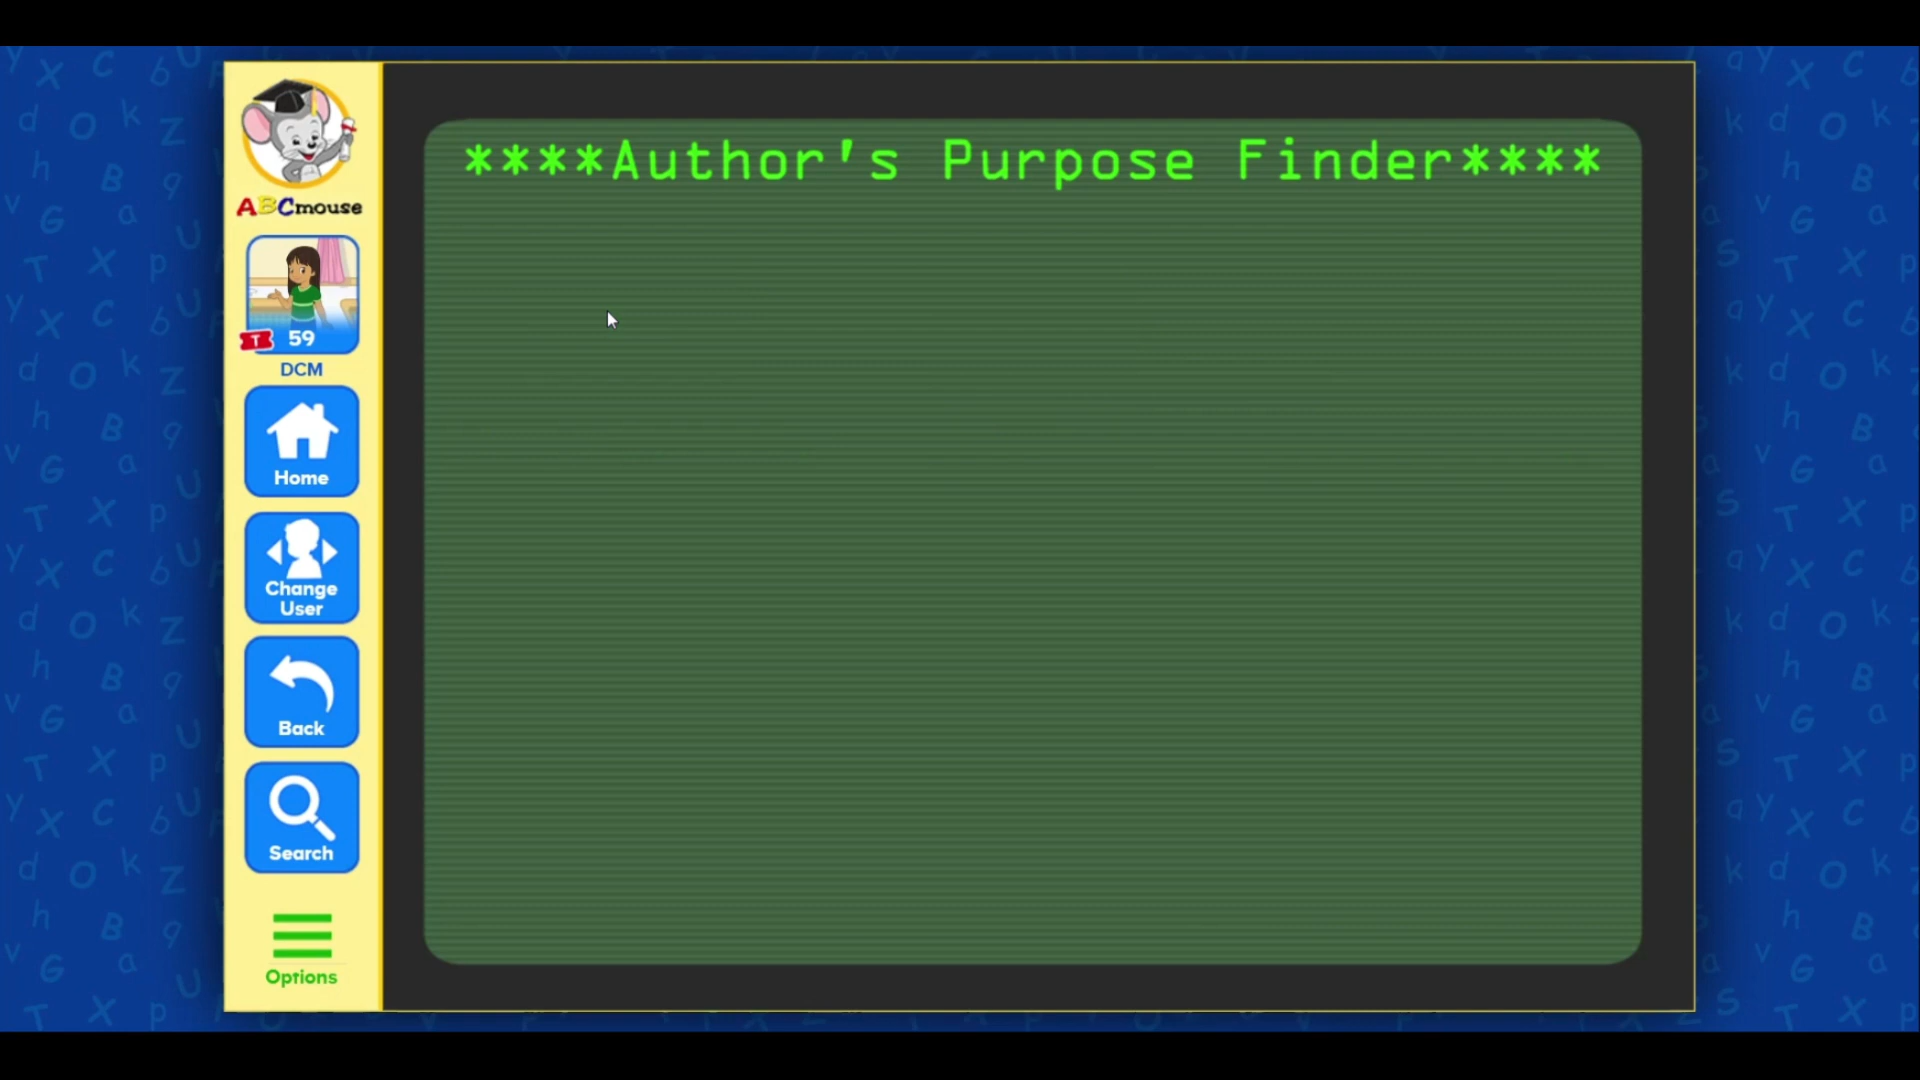 ****Author's Purpose Finder****
ABCmouse
T 59
DCM
Home
Change
User
Back
Search
Options